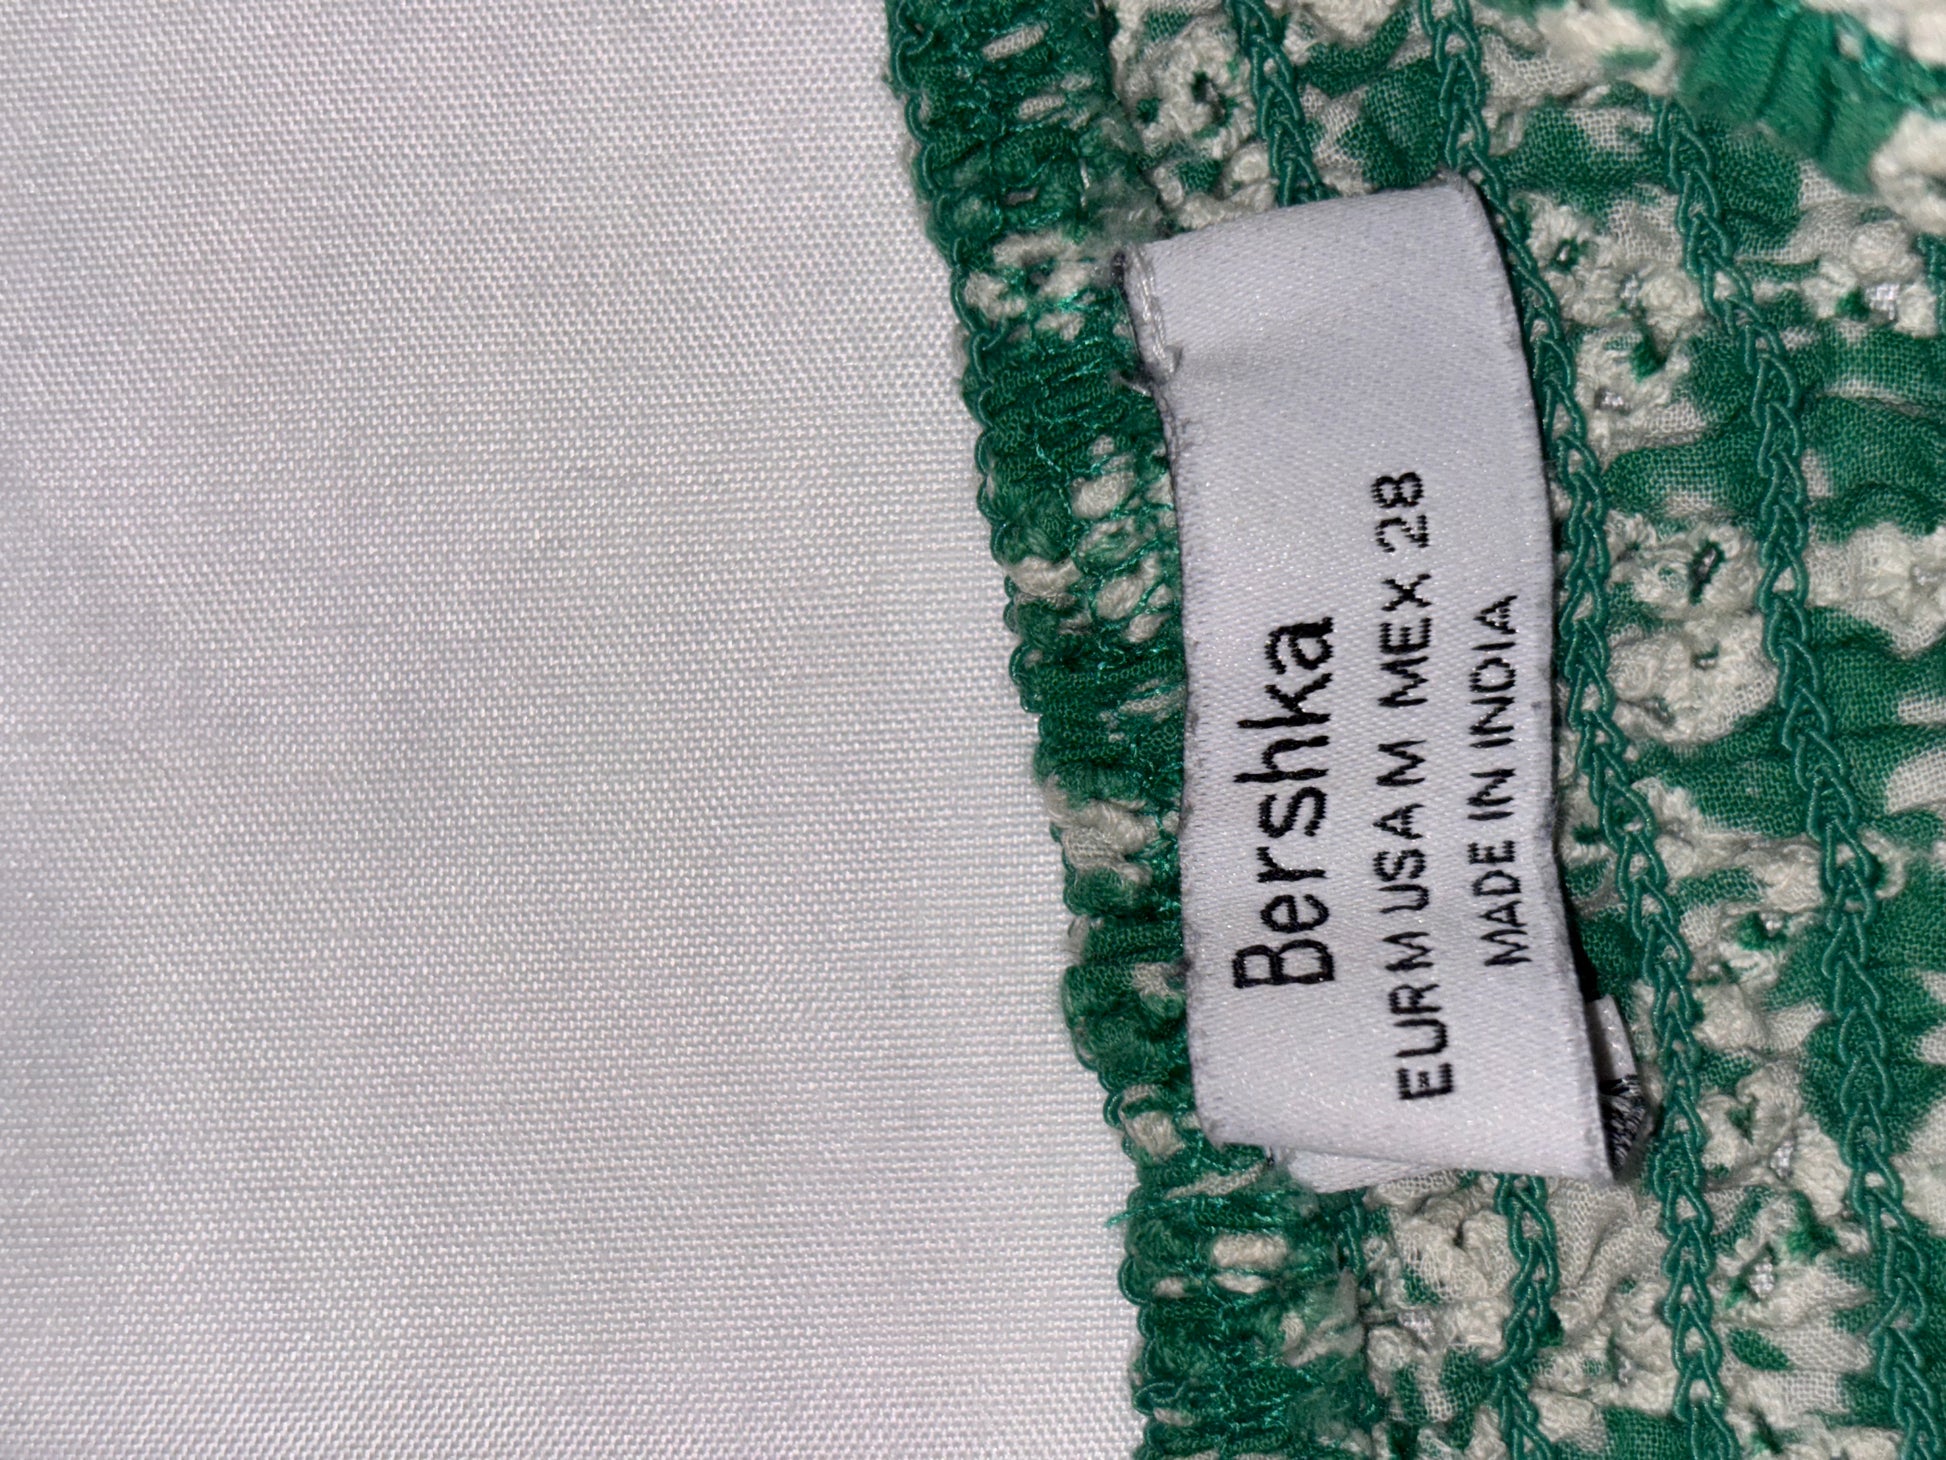 Bershka
EUR M USA M MEX 28
MADE IN INDIA